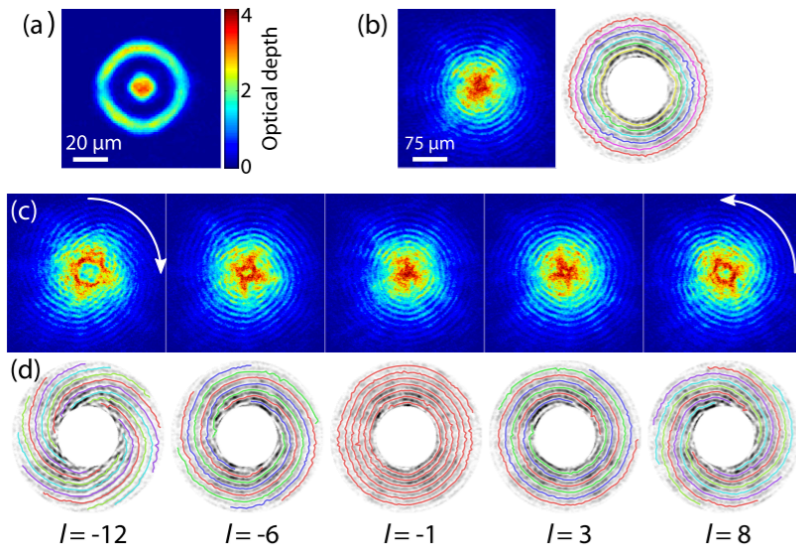 (a)
4
2
0
Optical depth
20 μm
(b)
75 μm
(c)
(d)
l = -12
l = -6
l = -1
l = 3
l = 8